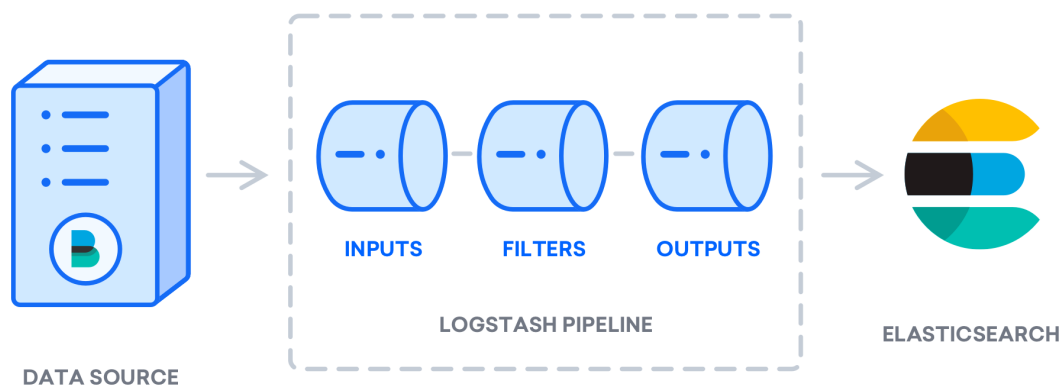 INPUTS
FILTERS
OUTPUTS
LOGSTASH PIPELINE
ELASTICSEARCH
DATA SOURCE